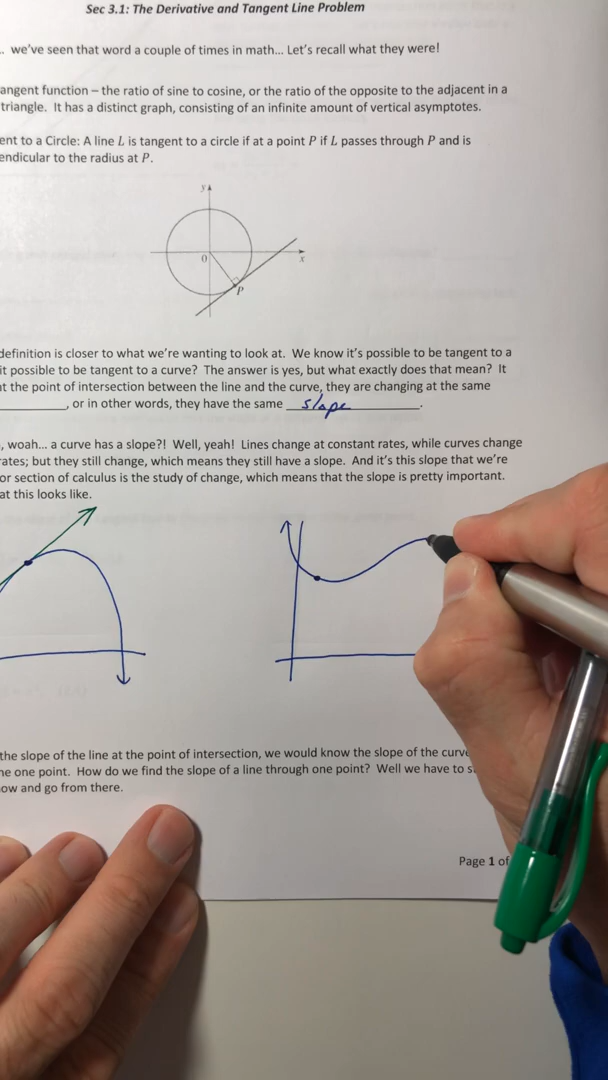 Sec 3.1: The Derivative and Tangent Line Problem
.. we've seen that word a couple of times in math... Let's recall what they were!
angent function – the ratio of sine to cosine, or the ratio of the opposite to the adjacent in a
triangle. It has a distinct graph, consisting of an infinite amount of vertical asymptotes.
ent to a Circle: A line L is tangent to a circle if at a point P if L passes through P and is
endicular to the radius at P.
y
0
x
P
definition is closer to what we're wanting to look at. We know it's possible to be tangent to a
it possible to be tangent to a curve? The answer is yes, but what exactly does that mean? It
at the point of intersection between the line and the curve, they are changing at the same
__________, or in other words, they have the same slope.
, woah... a curve has a slope?! Well, yeah! Lines change at constant rates, while curves change
rates; but they still change, which means they still have a slope. And it's this slope that we're
or section of calculus is the study of change, which means that the slope is pretty important.
at this looks like.
the slope of the line at the point of intersection, we would know the slope of the curve
ne one point. How do we find the slope of a line through one point? Well we have to s
ow and go from there.
Page 1 of